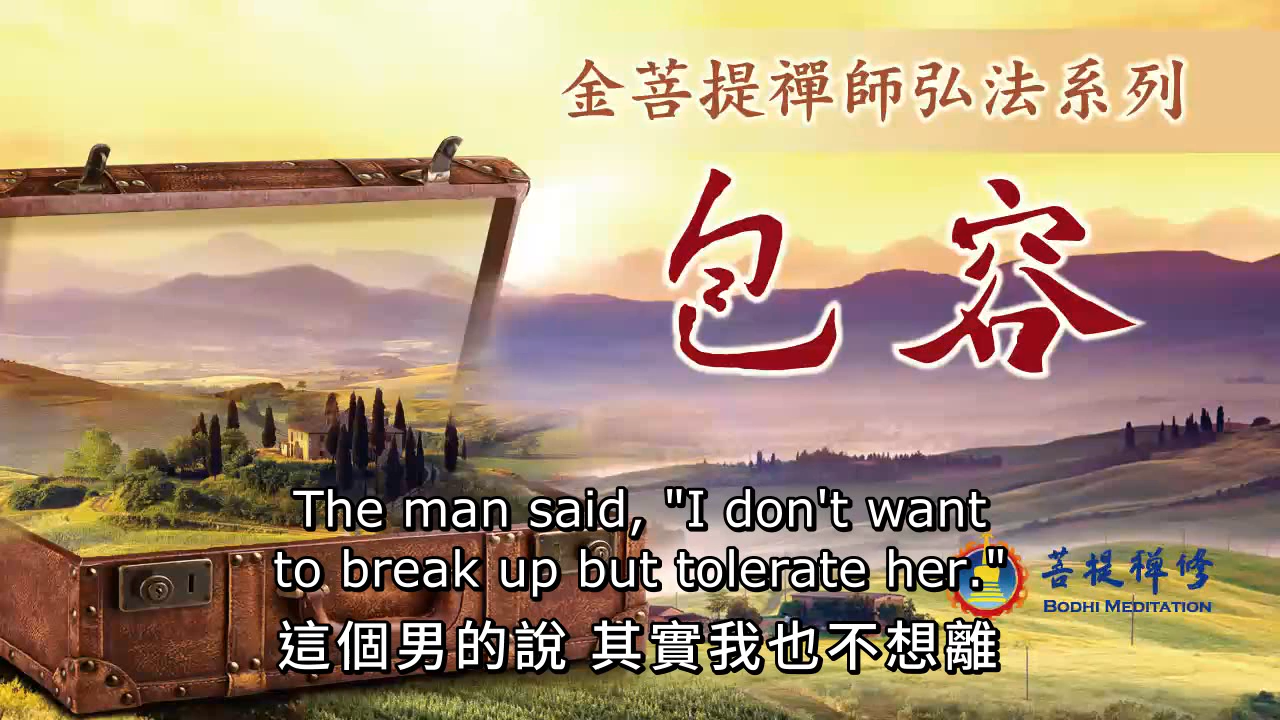 金菩提禪師弘法系列
包容
The man said, "I don't want
to break up but tolerate her."
菩提禪修
BODHI MEDITATION
這個男的說 其實我也不想離